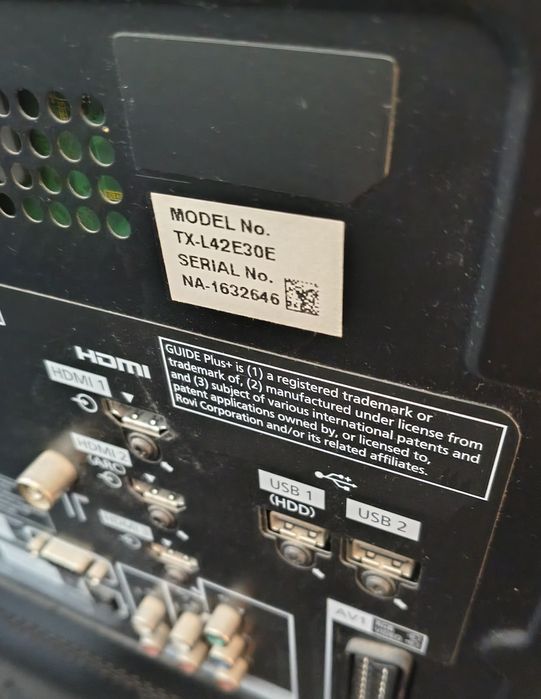 MODEL No.
TX-L42E30E
SERIAL No.
NA-1632646
HDMI
HDMI 1
GUIDE Plus+ is (1) a registered trademark or
trademark of, (2) manufactured under license from
and (3) subject of various international patents and
patent applications owned by, or licensed to,
Rovi Corporation and/or its related affiliates.
HDMI 2
(ARC)
USB 1
(HDD)
USB 2
AV1